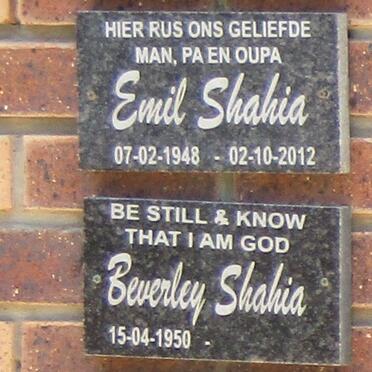 HIER RUS ONS GELIEFDE
MAN, PA EN OUPA
Emil Shahia
07-02-1948 - 02-10-2012
BE STILL & KNOW
THAT I AM GOD
Beverley Shahia
15-04-1950 -